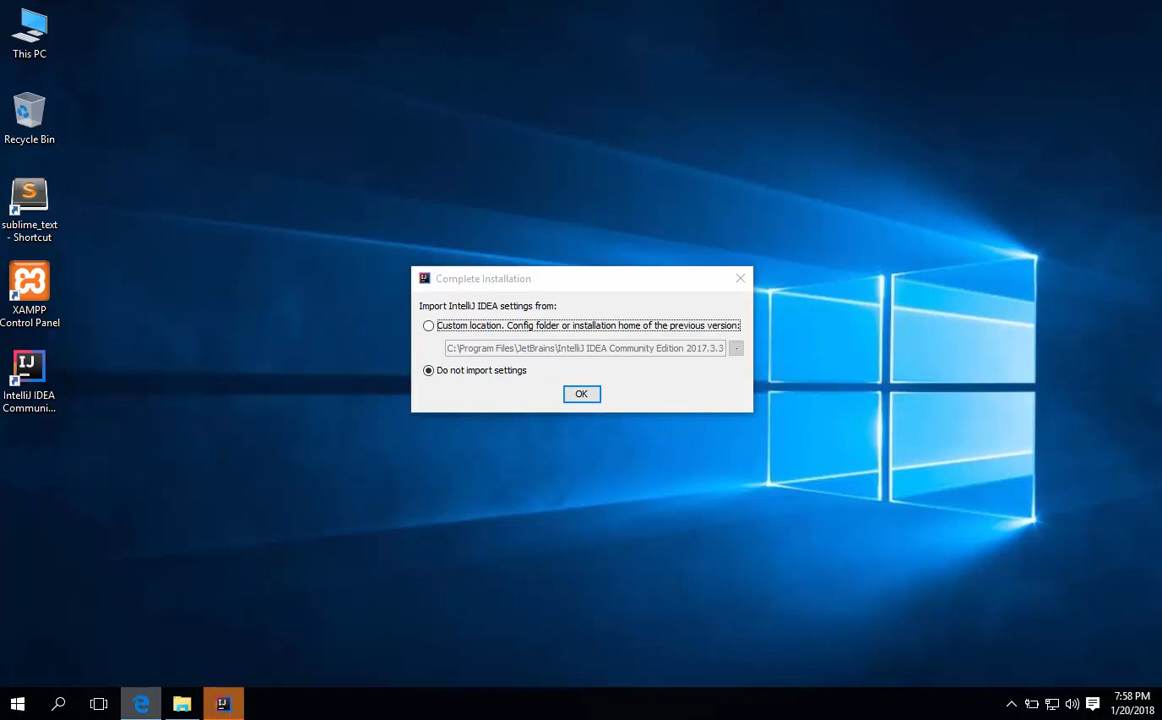 This PC
Recycle Bin
S
sublime_text
- Shortcut
XAMPP
Control Panel
IJ
IntelliJ IDEA
Communi...
Complete Installation
Import IntelliJ IDEA settings from:
Custom location. Config folder or installation home of the previous version:
C:\Program Files\JetBrains\IntelliJ IDEA Community Edition 2017.3.3
Do not import settings
OK
7:58 PM
1/20/2018